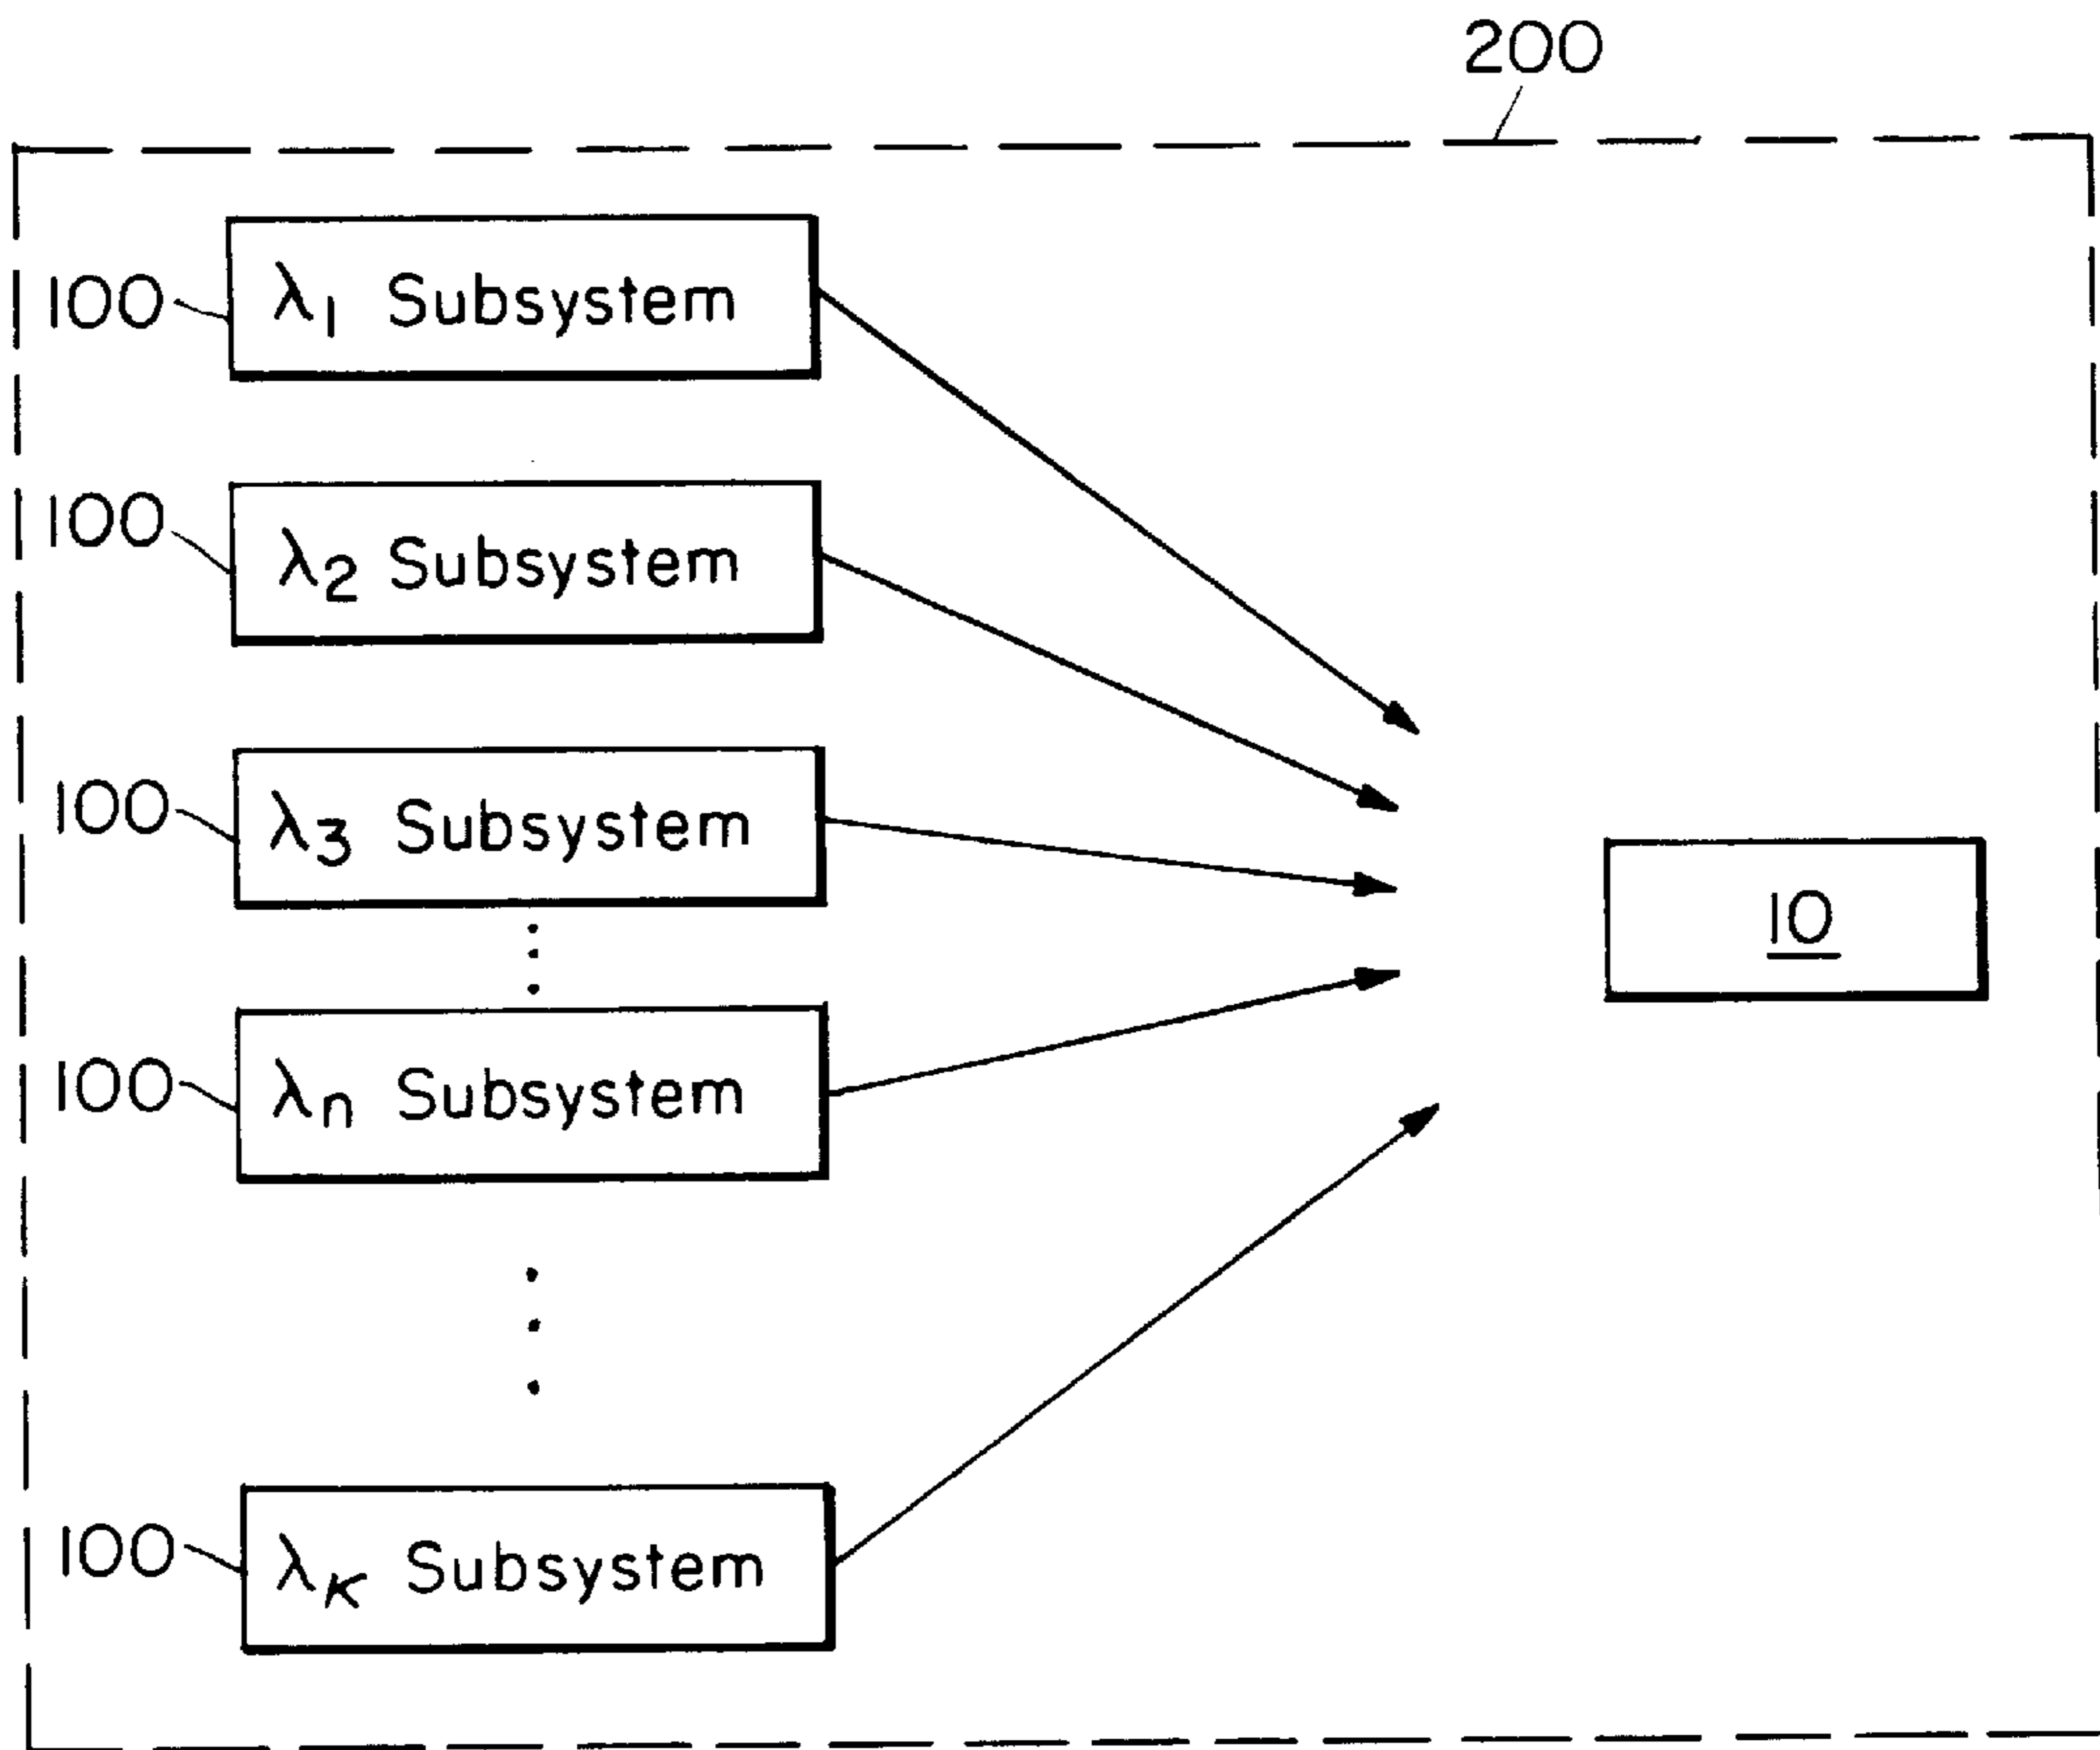 200
100 λ1 Subsystem
100 λ2 Subsystem
100 λ3 Subsystem
10
100 λn Subsystem
100 λK Subsystem